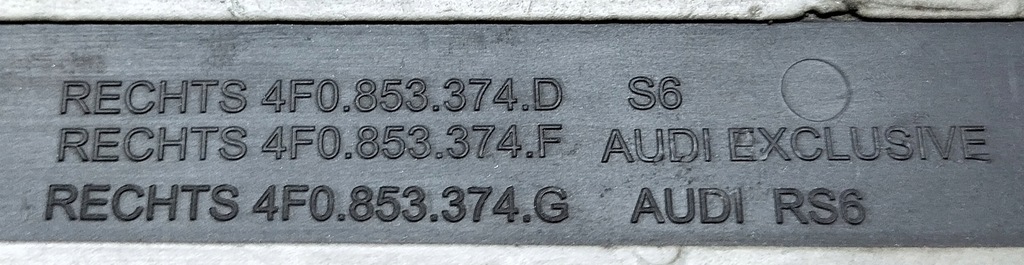 RECHTS 4F0.853.374.D S6
RECHTS 4F0.853.374.F AUDI EXCLUSIVE
RECHTS 4F0.853.374.G AUDI RS6